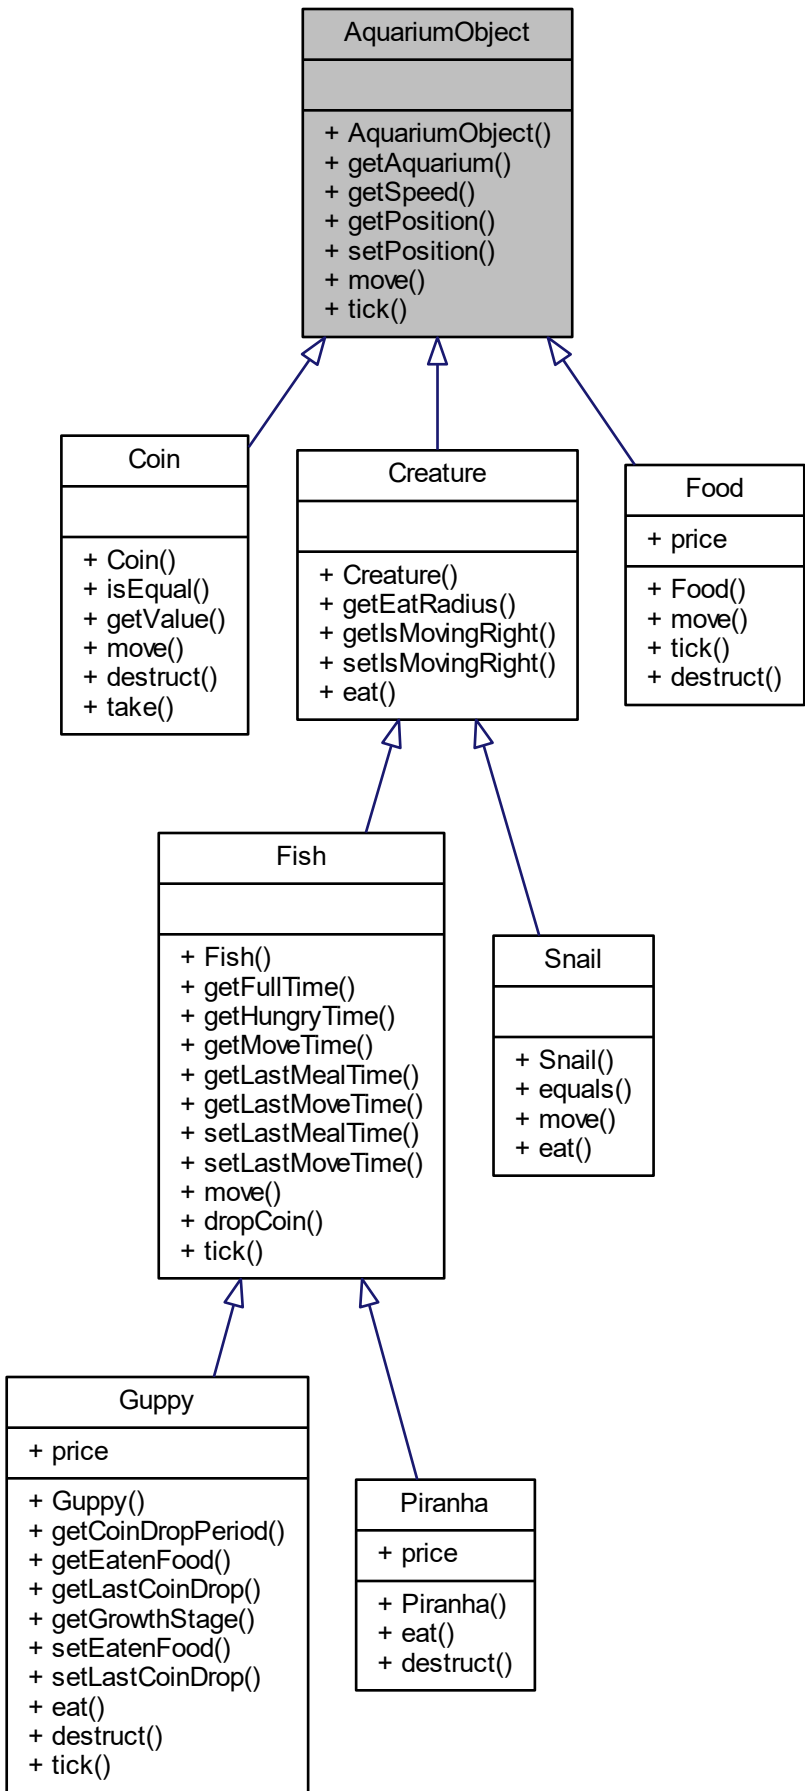 AquariumObject
+ AquariumObject()
+ getAquarium()
+ getSpeed()
+ getPosition()
+ setPosition()
+ move()
+ tick()
Coin
+ Coin()
+ isEqual()
+ getValue()
+ move()
+ destruct()
+ take()
Creature
+ Creature()
+ getEatRadius()
+ getIsMovingRight()
+ setIsMovingRight()
+ eat()
Food
+ price
+ Food()
+ move()
+ tick()
+ destruct()
Fish
+ Fish()
+ getFullTime()
+ getHungryTime()
+ getMoveTime()
+ getLastMealTime()
+ getLastMoveTime()
+ setLastMealTime()
+ setLastMoveTime()
+ move()
+ dropCoin()
+ tick()
Snail
+ Snail()
+ equals()
+ move()
+ eat()
Guppy
+ price
+ Guppy()
+ getCoinDropPeriod()
+ getEatenFood()
+ getLastCoinDrop()
+ getGrowthStage()
+ setEatenFood()
+ setLastCoinDrop()
+ eat()
+ destruct()
+ tick()
Piranha
+ price
+ Piranha()
+ eat()
+ destruct()